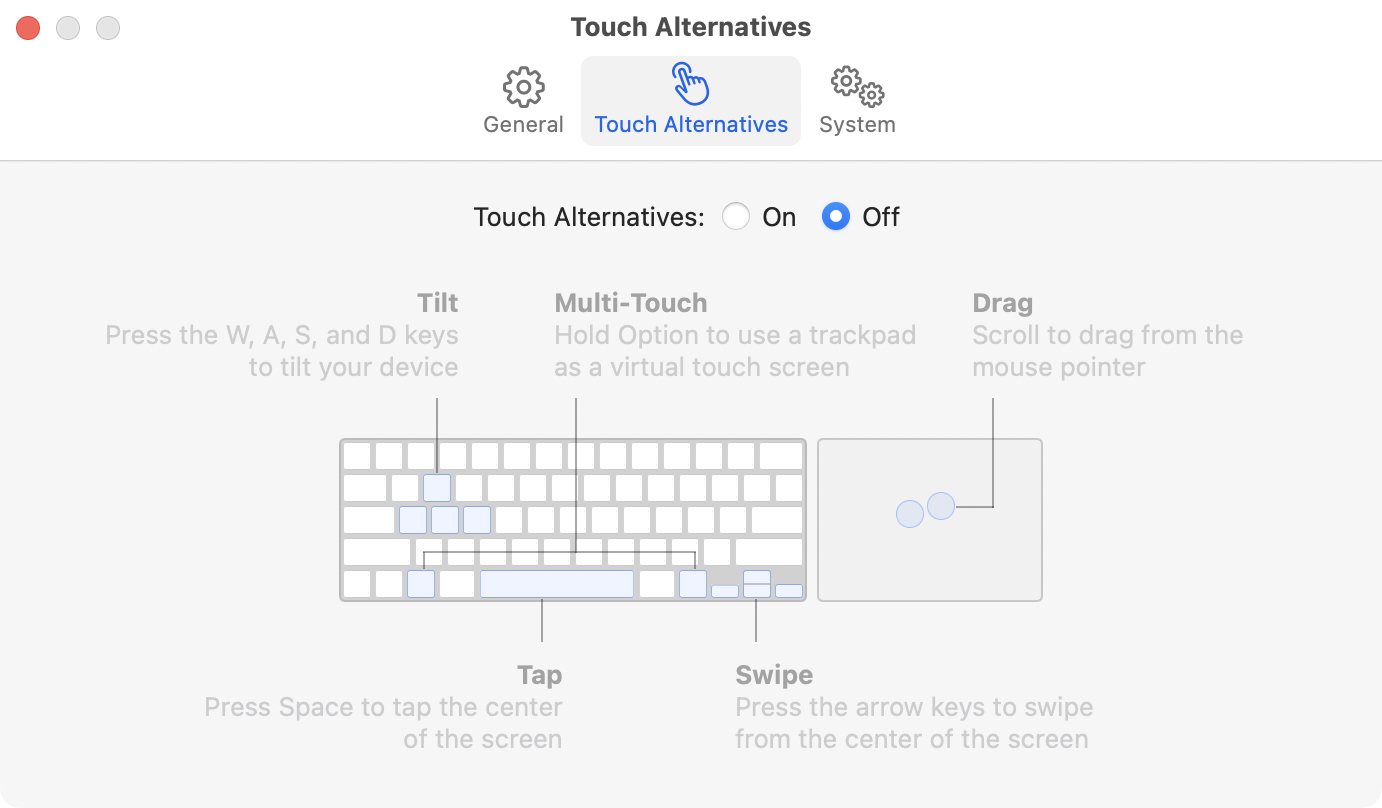 Touch Alternatives
General
Touch Alternatives
System
Touch Alternatives: On Off
Tilt
Press the W, A, S, and D keys
to tilt your device
Multi-Touch
Hold Option to use a trackpad
as a virtual touch screen
Drag
Scroll to drag from the
mouse pointer
Tap
Press Space to tap the center
of the screen
Swipe
Press the arrow keys to swipe
from the center of the screen